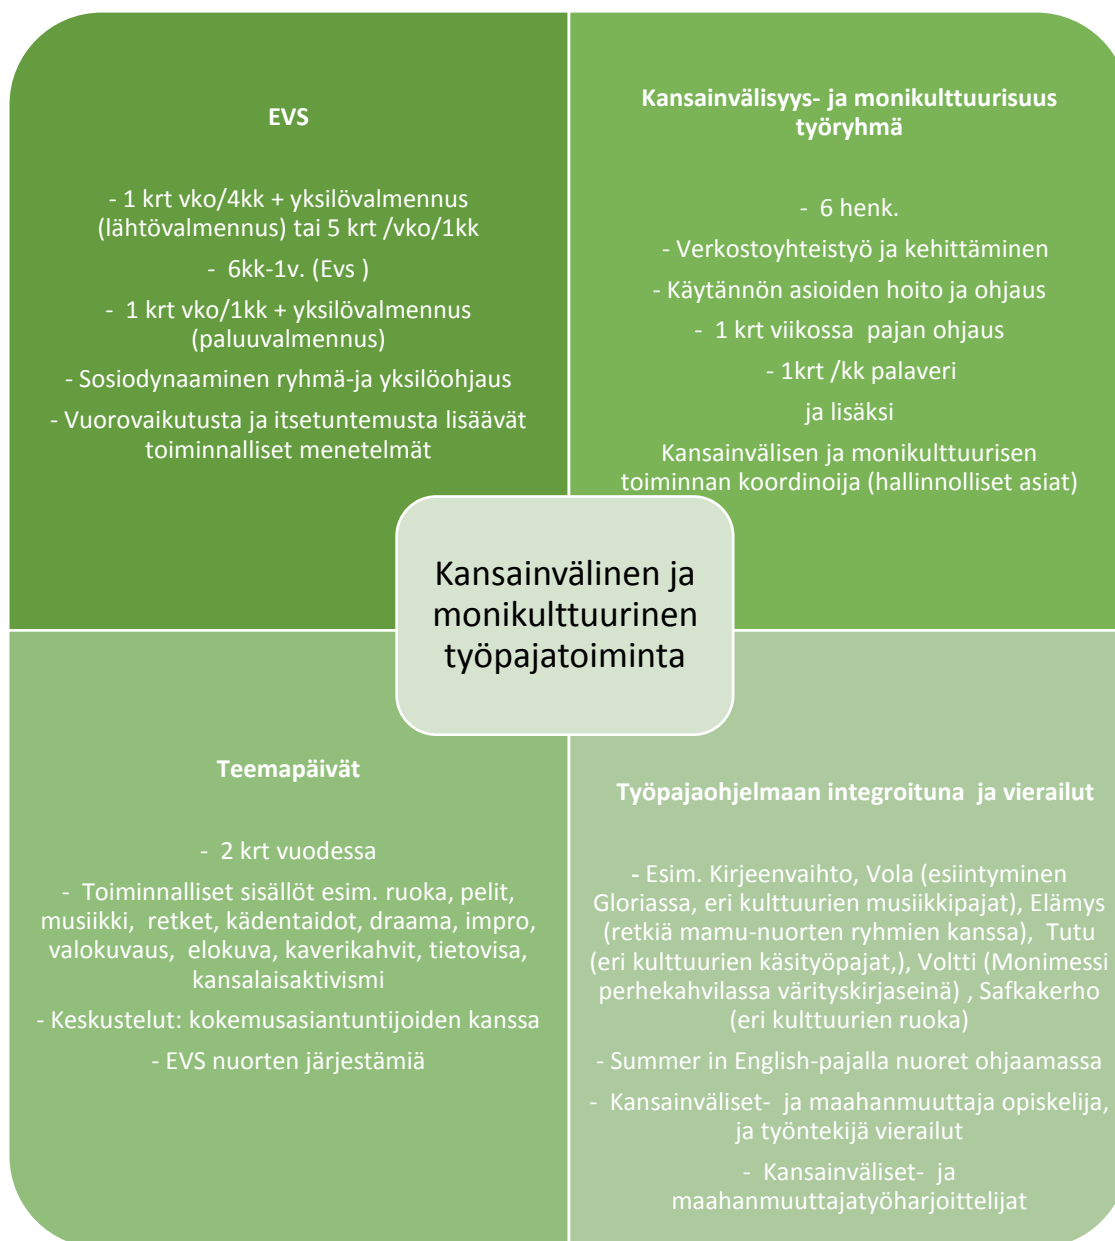 EVS
- 1 krt vko/4kk + yksilövalmennus
(lähtövalmennus) tai 5 krt /vko/1kk
- 6kk-1v. (Evs )
- 1 krt vko/1kk + yksilövalmennus
(paluuvalmennus)
- Sosiodynaaminen ryhmä-ja yksilöohjaus
- Vuorovaikutusta ja itsetuntemusta lisäävät
toiminnalliset menetelmät
Kansainvälisyys- ja monikulttuurisuus
työryhmä
- 6 henk.
- Verkostoyhteistyö ja kehittäminen
- Käytännön asioiden hoito ja ohjaus
- 1 krt viikossa pajan ohjaus
- 1krt /kk palaveri
ja lisäksi
Kansainvälisen ja monikulttuurisen
toiminnan koordinoija (hallinnolliset asiat)
Kansainvälinen ja
monikulttuurinen
työpajatoiminta
Teemapäivät
- 2 krt vuodessa
- Toiminnalliset sisällöt esim. ruoka, pelit,
musiikki, retket, kädentaidot, draama, impro,
valokuvaus, elokuva, kaverikahvit, tietovisa,
kansalaisaktivismi
- Keskustelut: kokemusasiantuntijoiden kanssa
- EVS nuorten järjestämiä
Työpajaohjelmaan integroituna ja vierailut
- Esim. Kirjeenvaihto, Vola (esiintyminen
Gloriassa, eri kulttuurien musiikkipajat), Elämys
(retkiä mamu-nuorten ryhmien kanssa), Tutu
(eri kulttuurien käsityöpajat,), Voltti (Monimessi
perhekahvilassa värityskirjaseinä) , Safkakerho
(eri kulttuurien ruoka)
- Summer in English-pajalla nuoret ohjaamassa
- Kansainväliset- ja maahanmuuttaja opiskelija,
ja työntekijä vierailut
- Kansainväliset- ja
maahanmuuttajatyöharjoittelijat